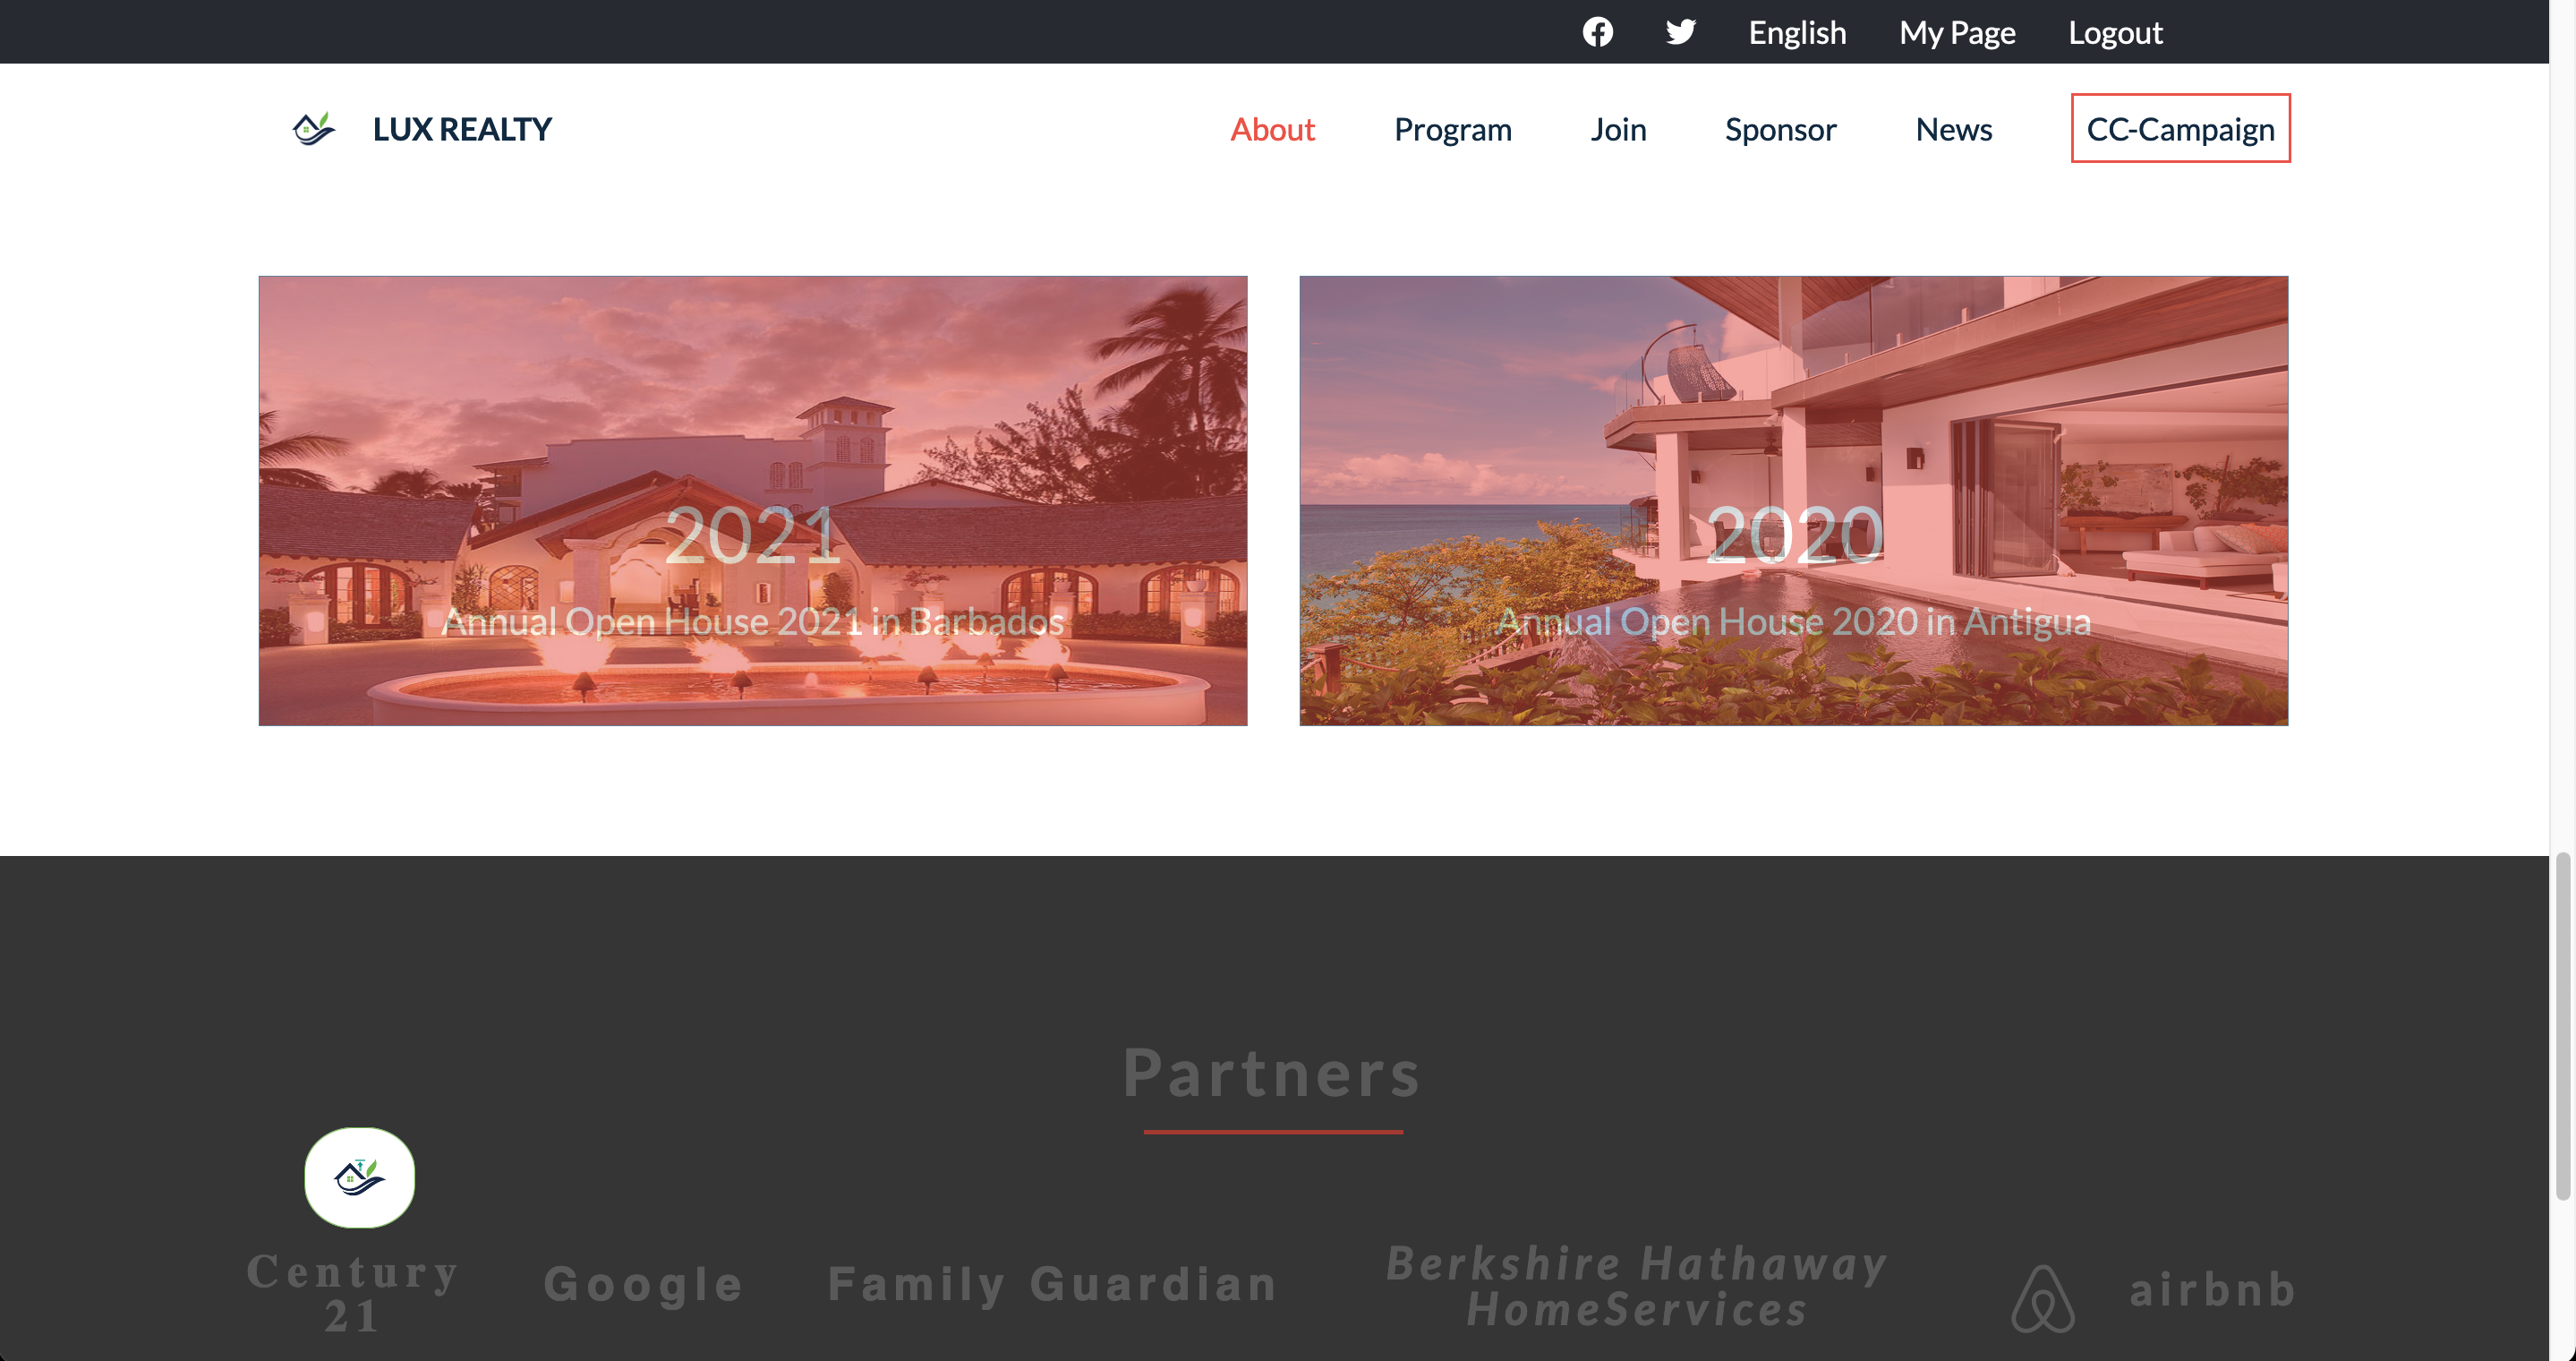 English My Page Logout
LUX REALTY About Program Join Sponsor News CC-Campaign
2021
Annual Open House 2021 in Barbados
2020
Annual Open House 2020 in Antigua
Partners
Century
21
Google
Family Guardian
Berkshire Hathaway
HomeServices
airbnb